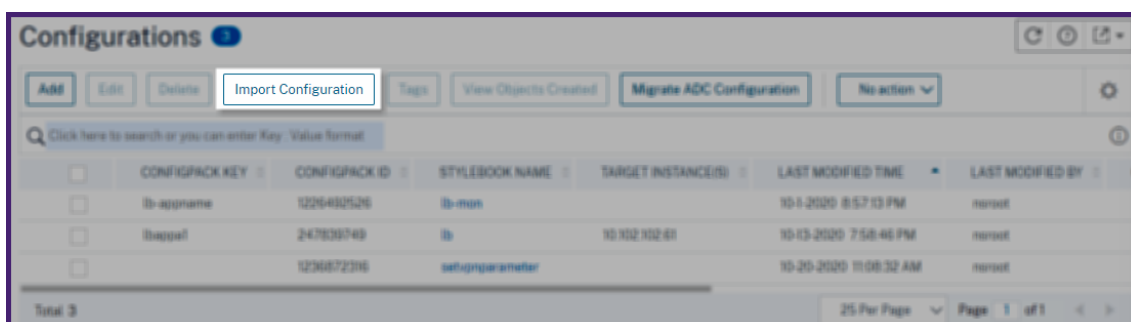 Configurations 3
Add Edit Delete Import Configuration Tags View Objects Created Migrate ADC Configuration No action
Click here to search or you can enter Key : Value format
CONFIGPACK KEY CONFIGPACK ID STYLEBOOK NAME TARGET INSTANCE(S) LAST MODIFIED TIME LAST MODIFIED BY
lb-appname 1226492526 lb-mon 10-1-2020 8:57:13 PM nsroot
lbappa1 247839749 lb 10.102.102.61 10-13-2020 7:58:46 PM nsroot
1236872316 setvpnparameter 10-20-2020 11:08:32 AM nsroot
Total 3 25 Per Page Page 1 of 1